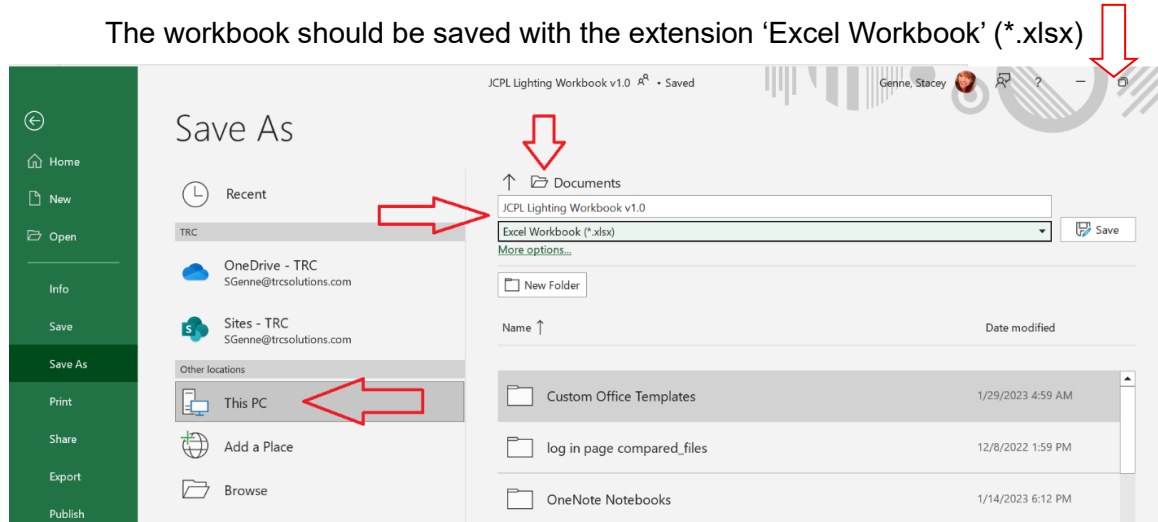 The workbook should be saved with the extension ‘Excel Workbook’ (*.xlsx)
JCPL Lighting Workbook v1.0 • Saved
Genne, Stacey
?
Home
New
Open
Info
Save
Save As
Print
Share
Export
Publish
Save As
Recent
TRC
OneDrive - TRC
SGenne@trcsolutions.com
Sites - TRC
SGenne@trcsolutions.com
Other locations
This PC
Add a Place
Browse
Documents
JCPL Lighting Workbook v1.0
Excel Workbook (*.xlsx)
Save
More options...
New Folder
Name Date modified
Custom Office Templates 1/29/2023 4:59 AM
log in page compared_files 12/8/2022 1:59 PM
OneNote Notebooks 1/14/2023 6:12 PM